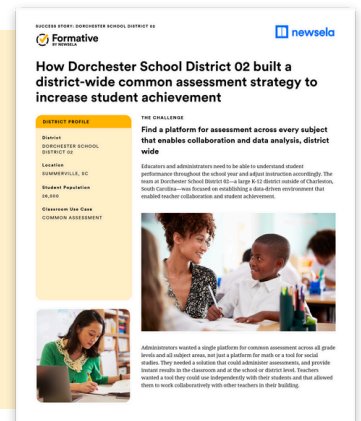 SUCCESS STORY: DORCHESTER SCHOOL DISTRICT 02
Formative
BY NEWSELA
newsela
How Dorchester School District 02 built a
district-wide common assessment strategy to
increase student achievement
DISTRICT PROFILE
District
DORCHESTER SCHOOL
DISTRICT 02
Location
SUMMERVILLE, SC
Student Population
26,000
Classroom Use Case
COMMON ASSESSMENT
THE CHALLENGE
Find a platform for assessment across every subject
that enables collaboration and data analysis, district
wide
Educators and administrators need to be able to understand student
performance throughout the school year and adjust instruction accordingly. The
team at Dorchester School District 02—a large K-12 district outside of Charleston,
South Carolina—was focused on establishing a data-driven environment that
enabled teacher collaboration and student achievement.
Administrators wanted a single platform for common assessment across all grade
levels and all subject areas, not just a platform for math or a tool for social
studies. They needed a solution that could administer assessments, and provide
instant results in the classroom and at the school or district level. Teachers
wanted a tool they could use independently with their students and that allowed
them to work collaboratively with other teachers in their building.